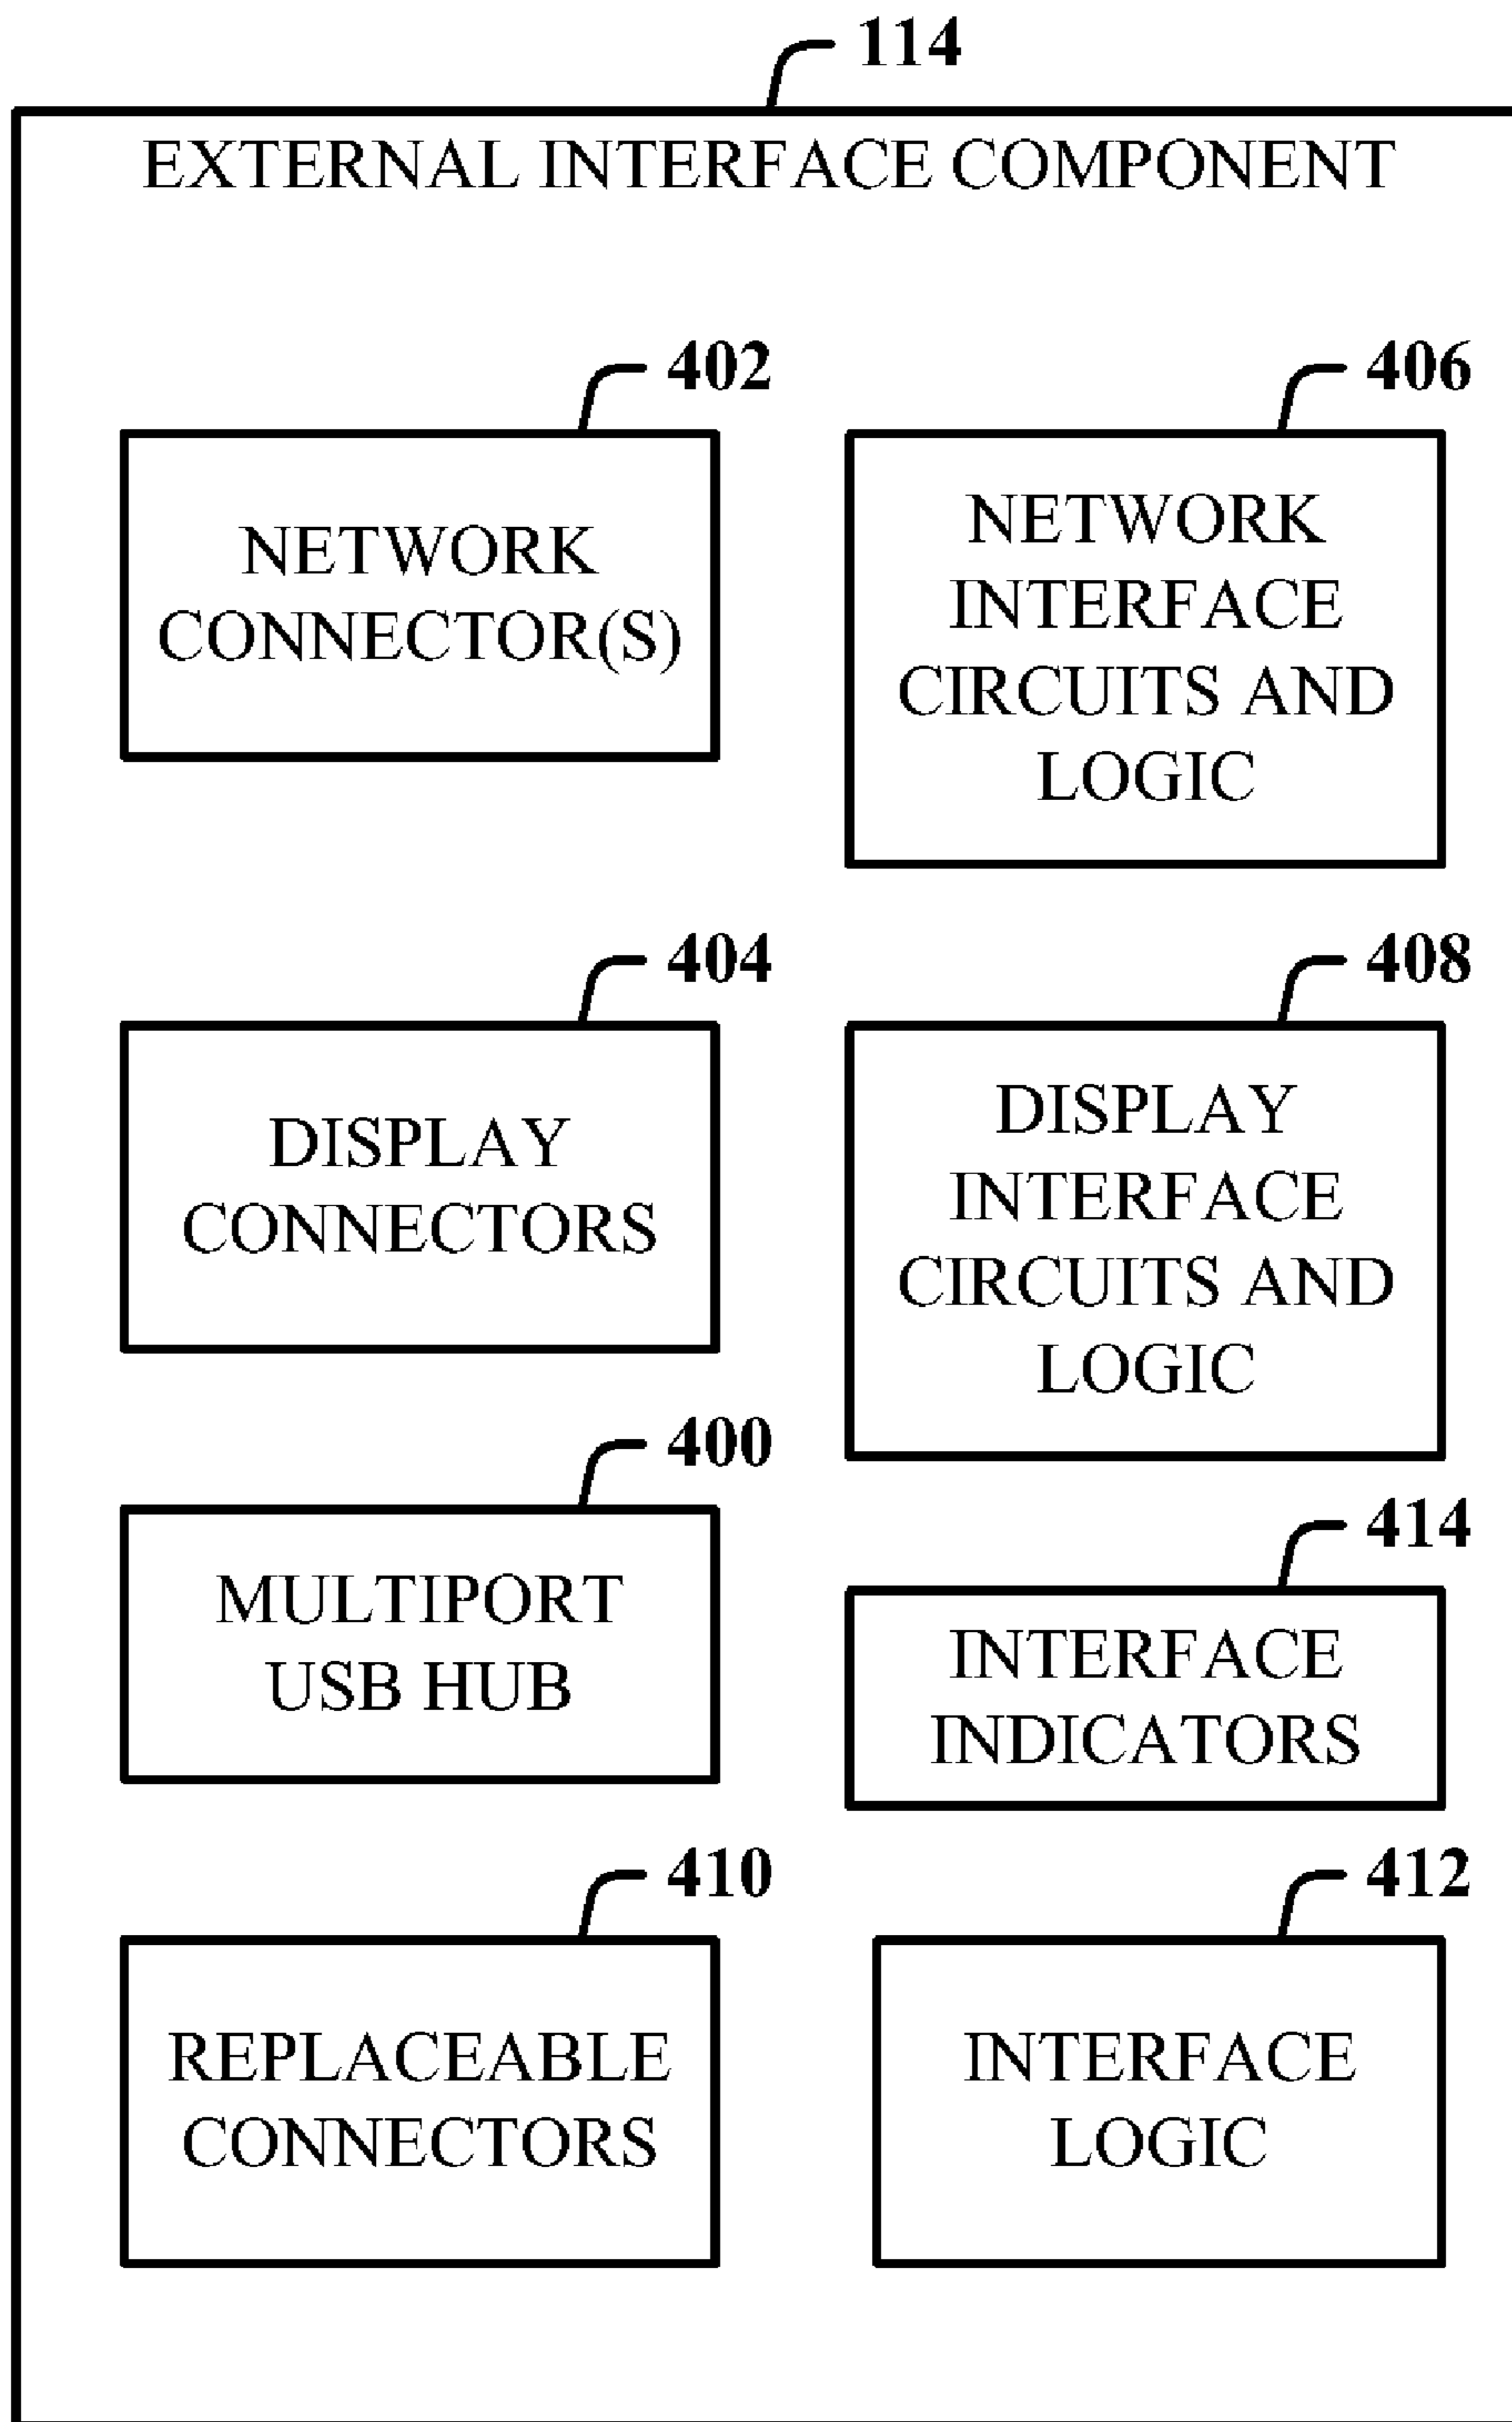 114
EXTERNAL INTERFACE COMPONENT
402
NETWORK
CONNECTOR(S)
406
NETWORK
INTERFACE
CIRCUITS AND
LOGIC
404
DISPLAY
CONNECTORS
408
DISPLAY
INTERFACE
CIRCUITS AND
LOGIC
400
MULTIPORT
USB HUB
414
INTERFACE
INDICATORS
410
REPLACEABLE
CONNECTORS
412
INTERFACE
LOGIC